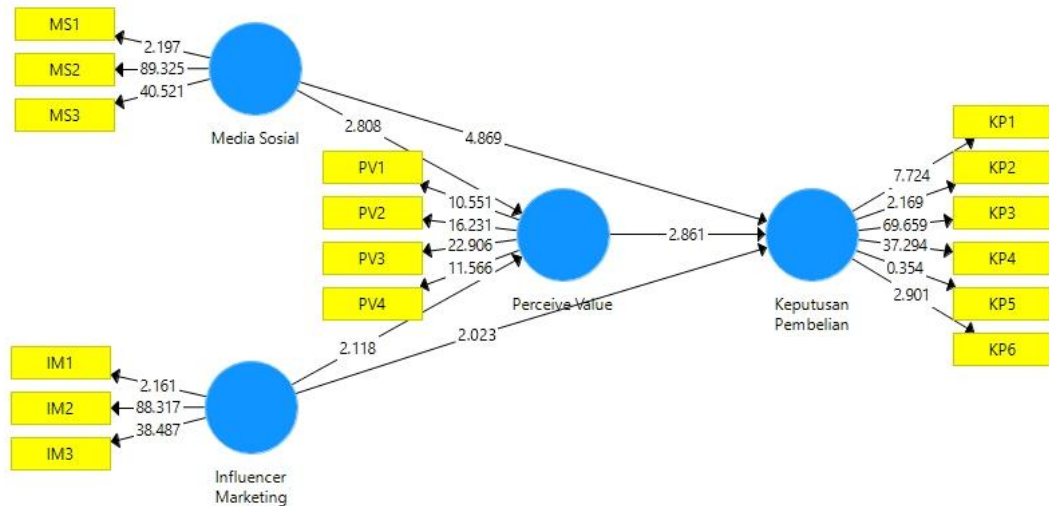 MS1
2.197
MS2
89.325
MS3
40.521
Media Sosial
2.808
4.869
PV1
10.551
PV2
16.231
PV3
22.906
PV4
11.566
Perceive Value
2.861
2.118
2.023
Keputusan
Pembelian
KP1
7.724
KP2
2.169
KP3
69.659
KP4
37.294
KP5
0.354
KP6
2.901
IM1
2.161
IM2
88.317
IM3
38.487
Influencer
Marketing